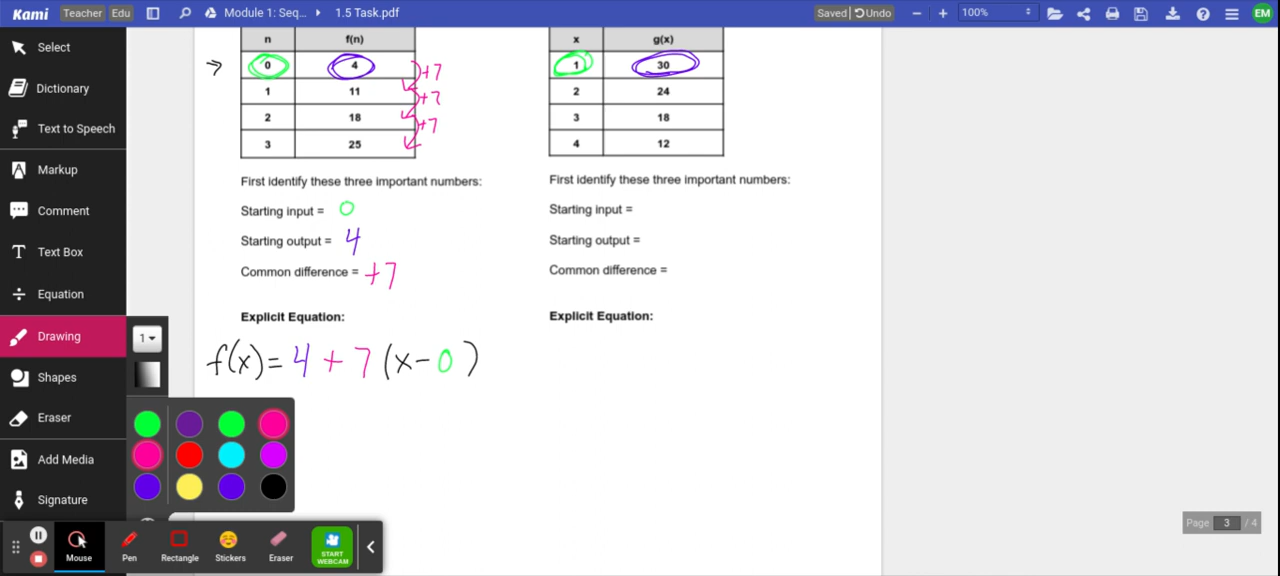 Kami Teacher Edu Module 1: Seq... 1.5 Task.pdf Saved Undo 100% EM
Select
Dictionary
Text to Speech
Markup
Comment
Text Box
Equation
Drawing
Shapes
Eraser
Add Media
Signature
1
n f(n)
0 4
1 11
2 18
3 25
+7
+7
+7
First identify these three important numbers:
Starting input = 0
Starting output = 4
Common difference = +7
Explicit Equation:
f(x) = 4 + 7 (x - 0)
x g(x)
1 30
2 24
3 18
4 12
First identify these three important numbers:
Starting input =
Starting output =
Common difference =
Explicit Equation:
Page 3 / 4
Mouse Pen Rectangle Stickers Eraser START WEBCAM